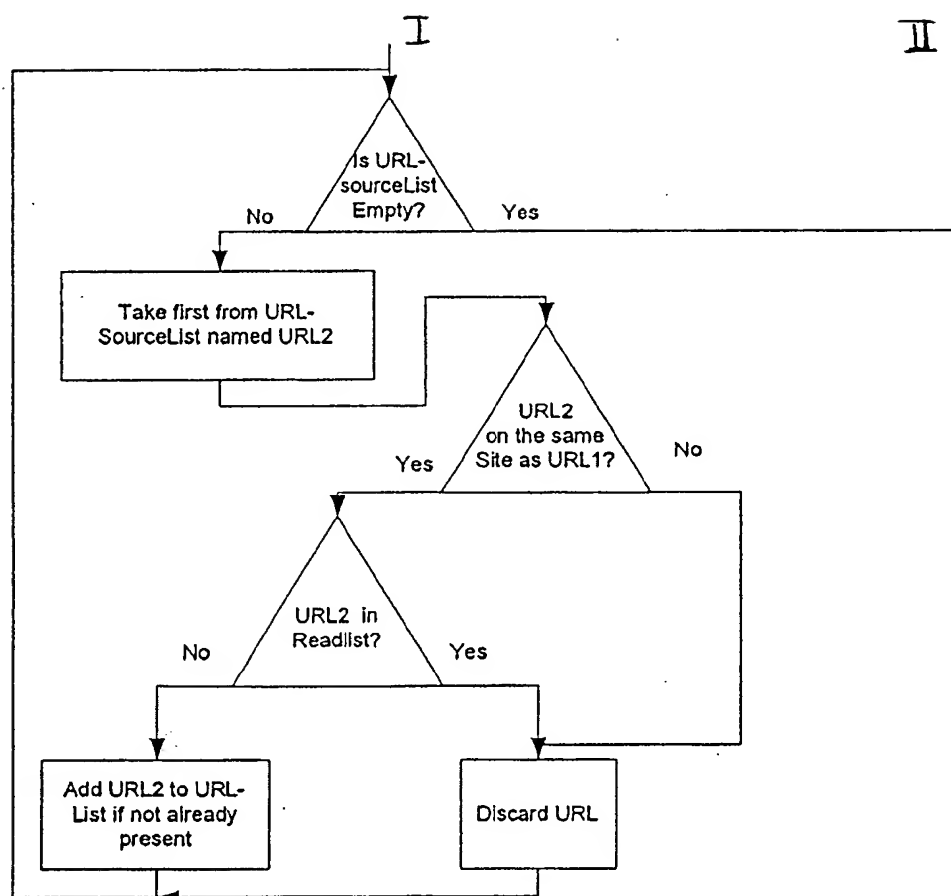 I
II
Is URL-
sourceList
Empty?
No
Yes
Take first from URL-
SourceList named URL2
URL2
on the same
Site as URL1?
Yes
No
URL2 in
Readlist?
No
Yes
Add URL2 to URL-
List if not already
present
Discard URL